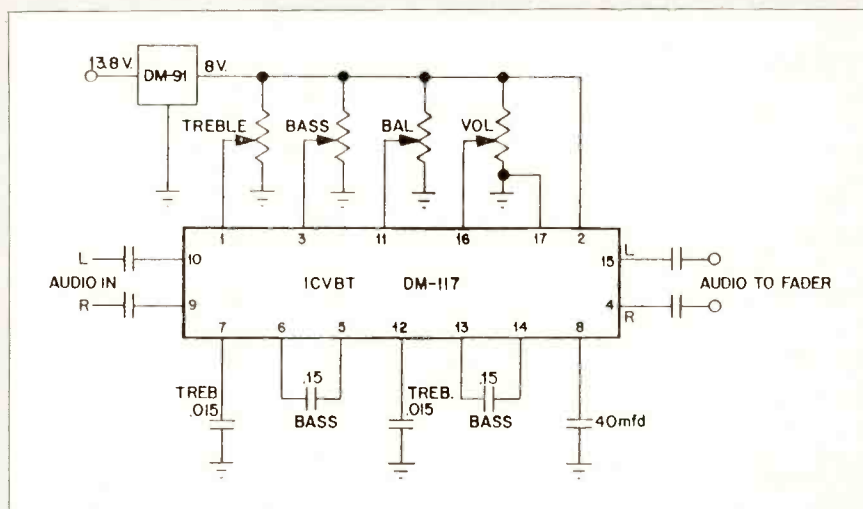 13.8 V.
DM-91
8V.
TREBLE
BASS
BAL
VOL
1 3 11 16 17 2
L
10
15
L
AUDIO IN
ICVBT DM-117
AUDIO TO FADER
R
9
4
R
7 6 5 12 13 14 8
TREB
.015
.15
BASS
TREB.
.015
.15
BASS
40mfd